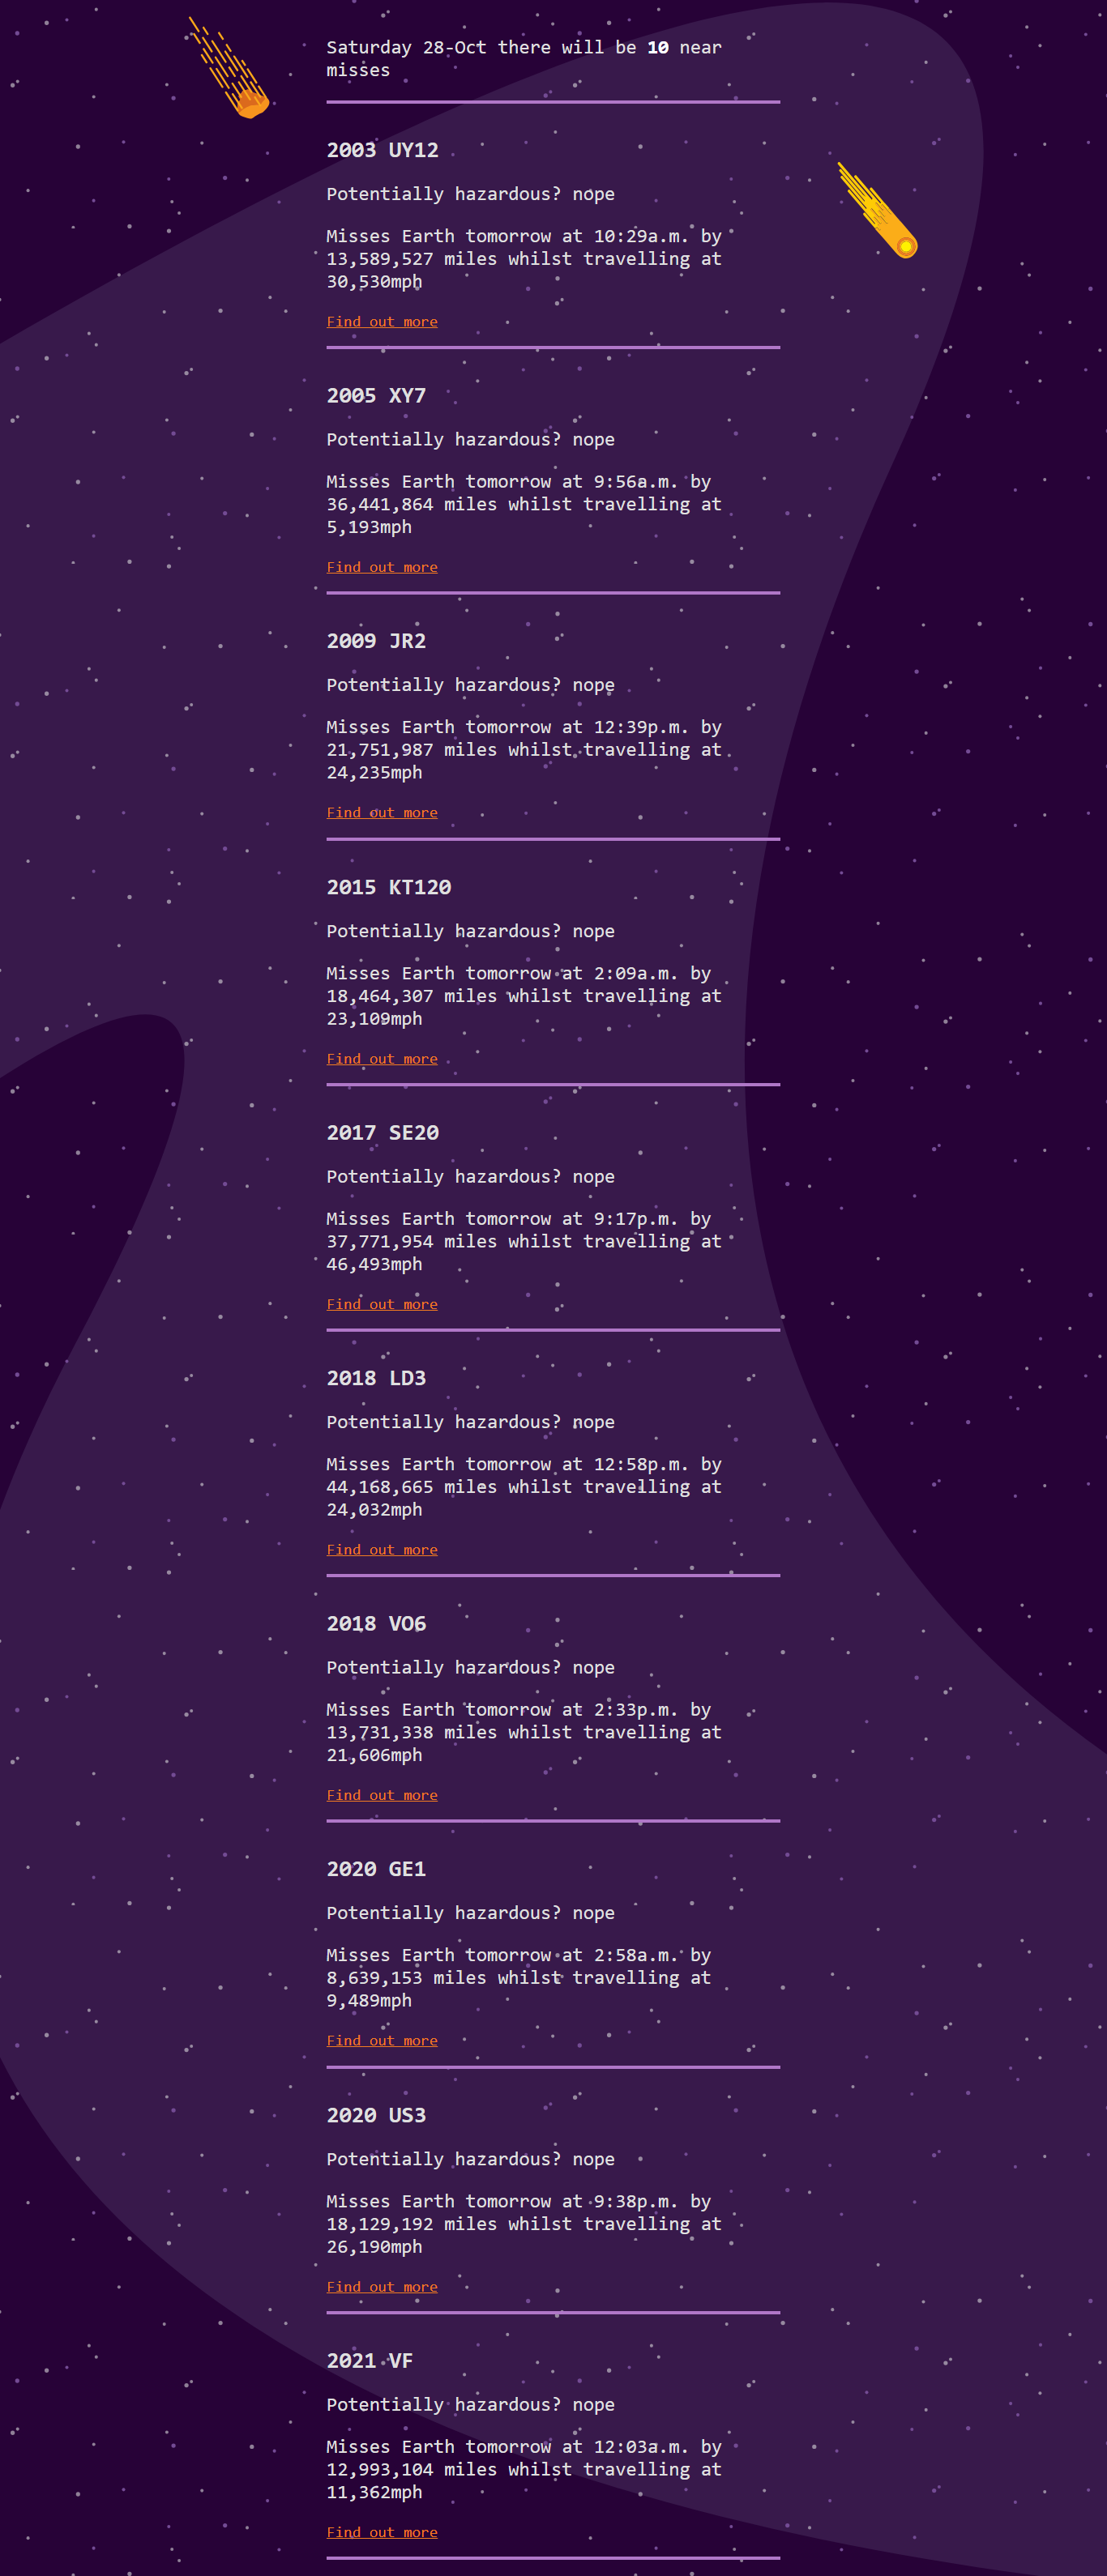 Saturday 28-Oct there will be 10 near
misses
2003 UY12
Potentially hazardous? nope
Misses Earth tomorrow at 10:29a.m. by
13,589,527 miles whilst travelling at
30,530mph
Find out more
2005 XY7
Potentially hazardous? nope
Misses Earth tomorrow at 9:56a.m. by
36,441,864 miles whilst travelling at
5,193mph
Find out more
2009 JR2
Potentially hazardous? nope
Misses Earth tomorrow at 12:39p.m. by
21,751,987 miles whilst travelling at
24,235mph
Find out more
2015 KT120
Potentially hazardous? nope
Misses Earth tomorrow at 2:09a.m. by
18,464,307 miles whilst travelling at
23,109mph
Find out more
2017 SE20
Potentially hazardous? nope
Misses Earth tomorrow at 9:17p.m. by
37,771,954 miles whilst travelling at
46,493mph
Find out more
2018 LD3
Potentially hazardous? nope
Misses Earth tomorrow at 12:58p.m. by
44,168,665 miles whilst travelling at
24,032mph
Find out more
2018 VO6
Potentially hazardous? nope
Misses Earth tomorrow at 2:33p.m. by
13,731,338 miles whilst travelling at
21,606mph
Find out more
2020 GE1
Potentially hazardous? nope
Misses Earth tomorrow at 2:58a.m. by
8,639,153 miles whilst travelling at
9,489mph
Find out more
2020 US3
Potentially hazardous? nope
Misses Earth tomorrow at 9:38p.m. by
18,129,192 miles whilst travelling at
26,190mph
Find out more
2021 VF
Potentially hazardous? nope
Misses Earth tomorrow at 12:03a.m. by
12,993,104 miles whilst travelling at
11,362mph
Find out more